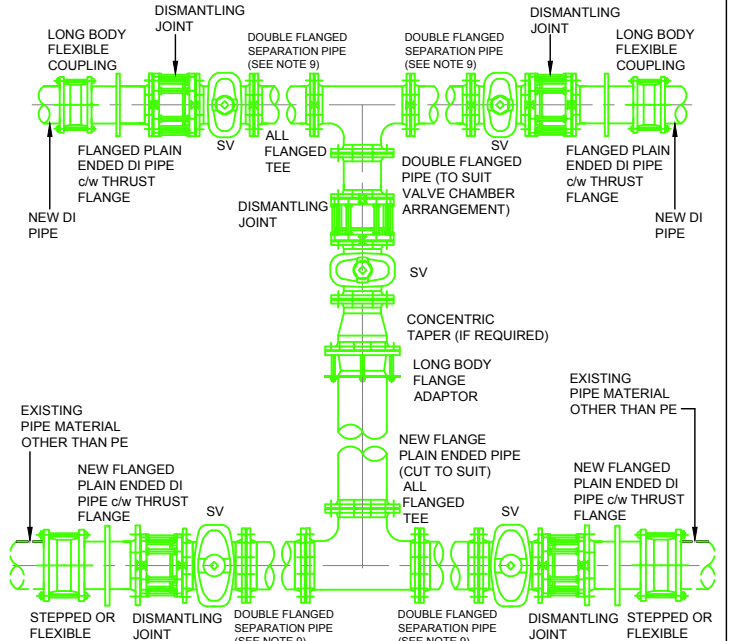 DISMANTLING
JOINT
LONG BODY
FLEXIBLE
COUPLING
DOUBLE FLANGED
SEPARATION PIPE
(SEE NOTE 9)
DOUBLE FLANGED
SEPARATION PIPE
(SEE NOTE 9)
DISMANTLING
JOINT
LONG BODY
FLEXIBLE
COUPLING
FLANGED PLAIN
ENDED DI PIPE
c/w THRUST
FLANGE
NEW DI
PIPE
SV
ALL
FLANGED
TEE
DOUBLE FLANGED
PIPE (TO SUIT
VALVE CHAMBER
ARRANGEMENT)
SV
FLANGED PLAIN
ENDED DI PIPE
c/w THRUST
FLANGE
NEW DI
PIPE
DISMANTLING
JOINT
SV
CONCENTRIC
TAPER (IF REQUIRED)
LONG BODY
FLANGE
ADAPTOR
EXISTING
PIPE MATERIAL
OTHER THAN PE
EXISTING
PIPE MATERIAL
OTHER THAN PE
NEW FLANGED
PLAIN ENDED DI
PIPE c/w THRUST
FLANGE
SV
NEW FLANGE
PLAIN ENDED PIPE
(CUT TO SUIT)
ALL
FLANGED
TEE
SV
NEW FLANGED
PLAIN ENDED DI
PIPE c/w THRUST
FLANGE
STEPPED OR
FLEXIBLE
DISMANTLING
JOINT
DOUBLE FLANGED
SEPARATION PIPE
(SEE NOTE 9)
DOUBLE FLANGED
SEPARATION PIPE
(SEE NOTE 9)
DISMANTLING
JOINT
STEPPED OR
FLEXIBLE